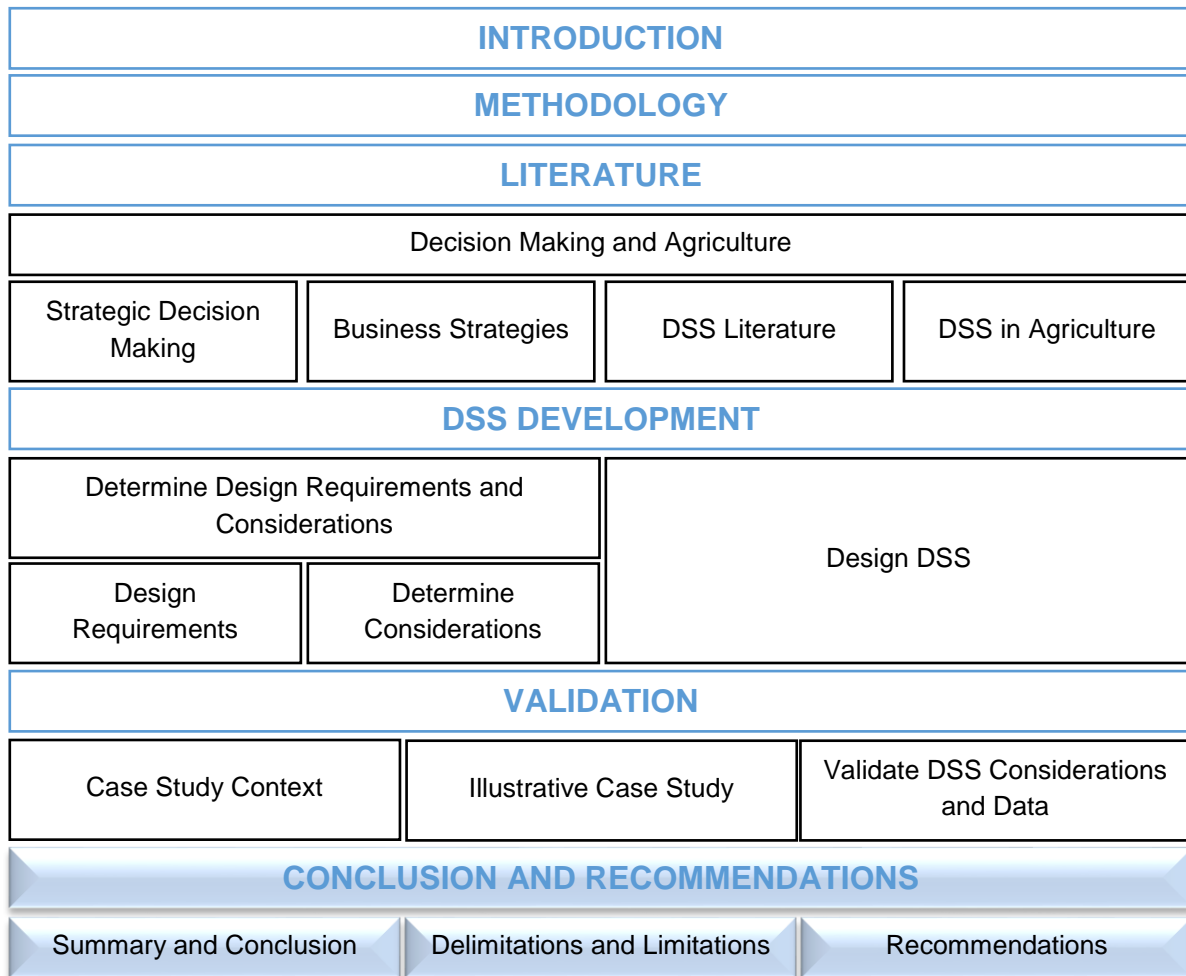 INTRODUCTION
METHODOLOGY
LITERATURE
Decision Making and Agriculture
Strategic Decision
Making
Business Strategies
DSS Literature
DSS in Agriculture
DSS DEVELOPMENT
Determine Design Requirements and
Considerations
Design
Requirements
Determine
Considerations
Design DSS
VALIDATION
Case Study Context
Illustrative Case Study
Validate DSS Considerations
and Data
CONCLUSION AND RECOMMENDATIONS
Summary and Conclusion
Delimitations and Limitations
Recommendations